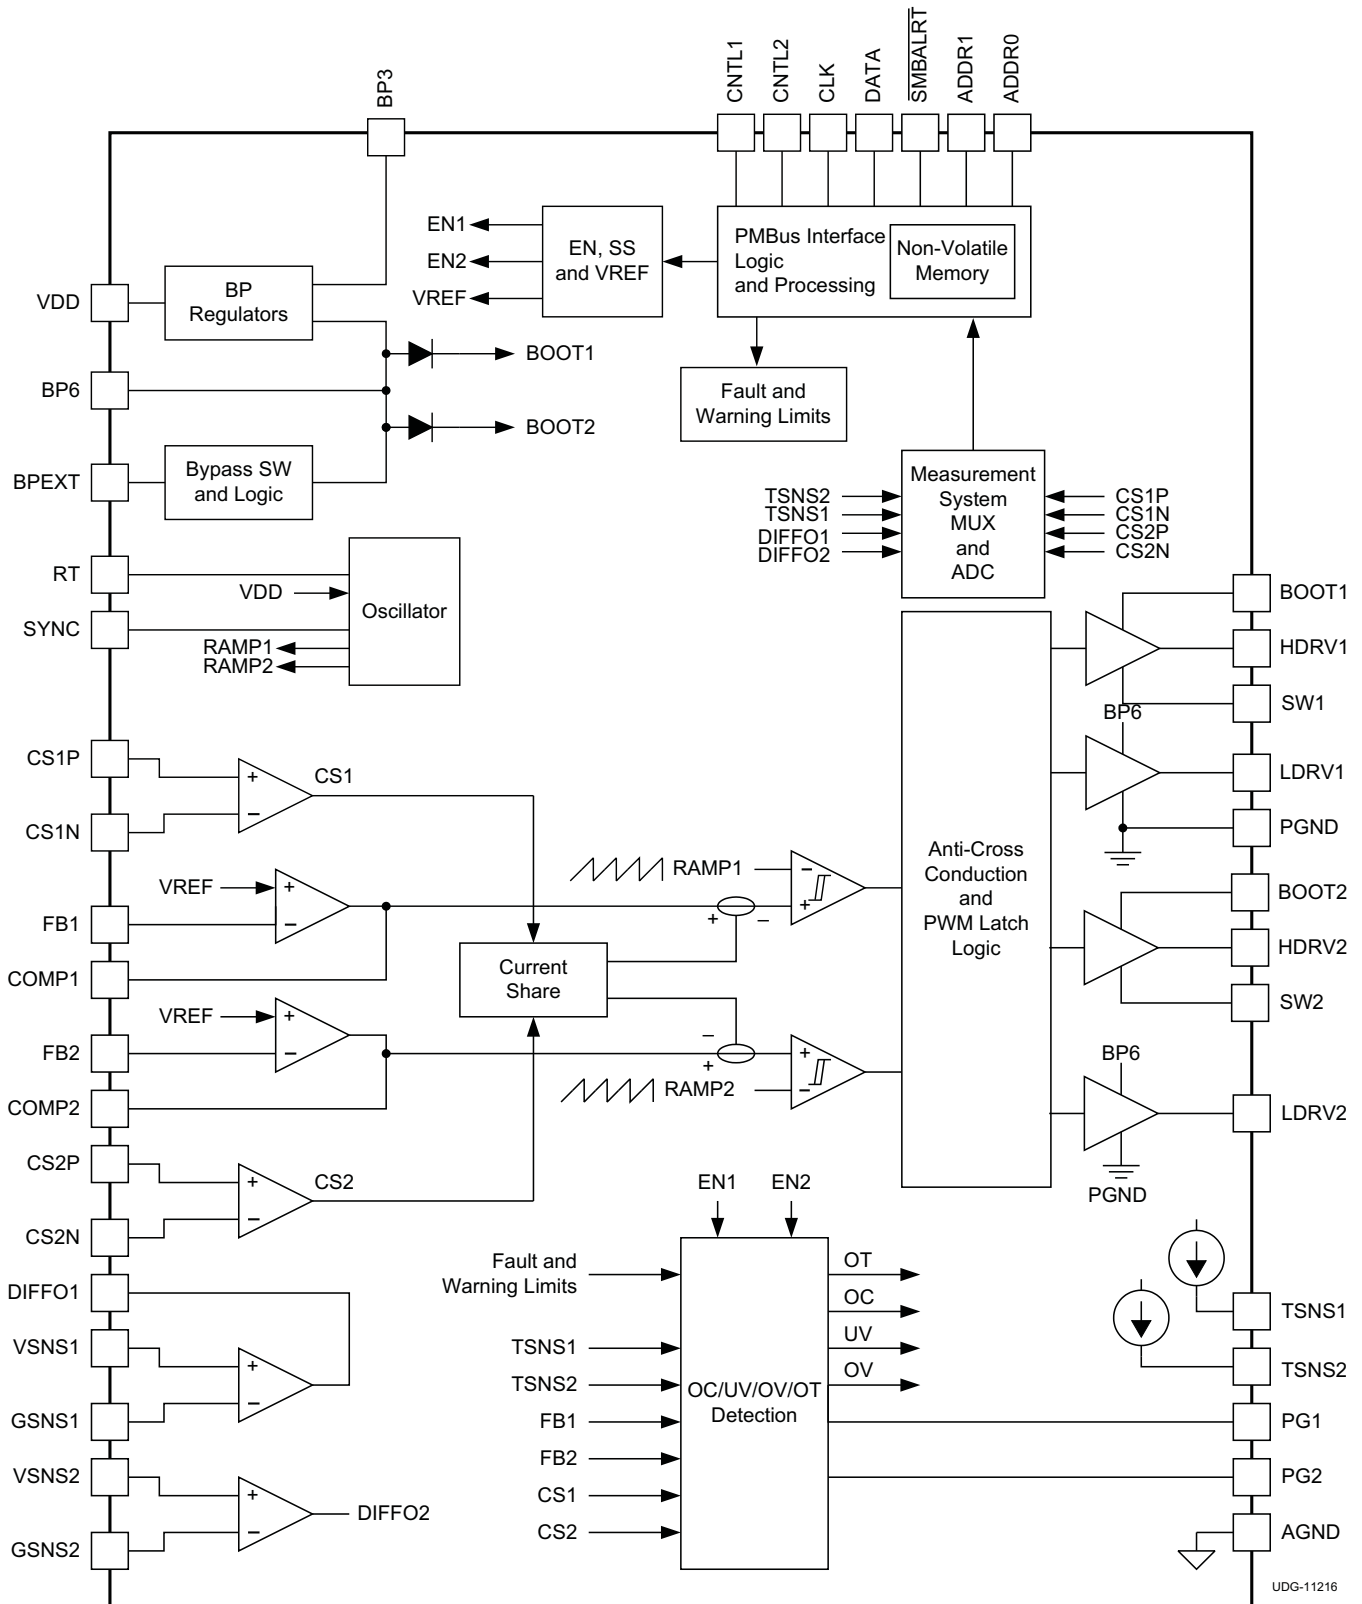 BP3
CNTL1
CNTL2
CLK
DATA
SMBALRT
ADDR1
ADDR0
EN1
EN2
VREF
EN, SS
and VREF
PMBus Interface
Logic
and Processing
Non-Volatile
Memory
VDD
BP
Regulators
BOOT1
BP6
BOOT2
Fault and
Warning Limits
BPEXT
Bypass SW
and Logic
TSNS2
TSNS1
DIFFO1
DIFFO2
Measurement
System
MUX
and
ADC
CS1P
CS1N
CS2P
CS2N
RT
VDD
SYNC
RAMP1
RAMP2
Oscillator
BOOT1
HDRV1
SW1
BP6
LDRV1
PGND
CS1P
+
−
CS1
CS1N
VREF
+
−
FB1
COMP1
RAMP1
−
+
+
−
Anti-Cross
Conduction
and
PWM Latch
Logic
BOOT2
HDRV2
SW2
Current
Share
VREF
+
−
FB2
COMP2
−
+
+
−
RAMP2
BP6
LDRV2
PGND
CS2P
+
−
CS2
CS2N
EN1
EN2
DIFFO1
VSNS1
+
−
GSNS1
VSNS2
+
−
DIFFO2
GSNS2
Fault and
Warning Limits
TSNS1
TSNS2
FB1
FB2
CS1
CS2
OC/UV/OV/OT
Detection
OT
OC
UV
OV
TSNS1
TSNS2
PG1
PG2
AGND
UDG-11216